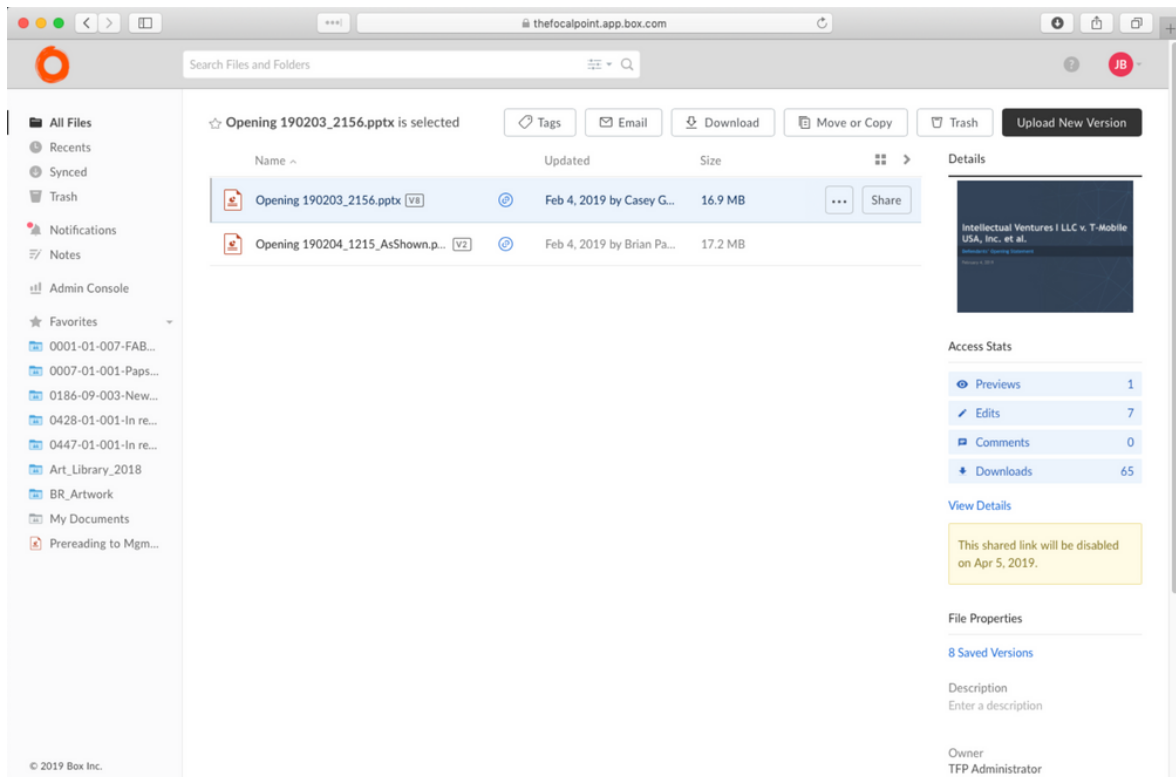 thefocalpoint.app.box.com
Search Files and Folders
JB
All Files
Recents
Synced
Trash
Notifications
Notes
Admin Console
Favorites
0001-01-007-FAB...
0007-01-001-Paps...
0186-09-003-New...
0428-01-001-In re...
0447-01-001-In re...
Art_Library_2018
BR_Artwork
My Documents
Prereading to Mgm...
© 2019 Box Inc.
Opening 190203_2156.pptx is selected
Tags Email Download Move or Copy Trash Upload New Version
Name Updated Size
Opening 190203_2156.pptx V8 Feb 4, 2019 by Casey G... 16.9 MB ... Share
Opening 190204_1215_AsShown.p... V2 Feb 4, 2019 by Brian Pa... 17.2 MB
Details
Intellectual Ventures I LLC v. T-Mobile
USA, Inc. et al.
Defendants' Opening Statement
February 4, 2019
Access Stats
Previews 1
Edits 7
Comments 0
Downloads 65
View Details
This shared link will be disabled
on Apr 5, 2019.
File Properties
8 Saved Versions
Description
Enter a description
Owner
TFP Administrator